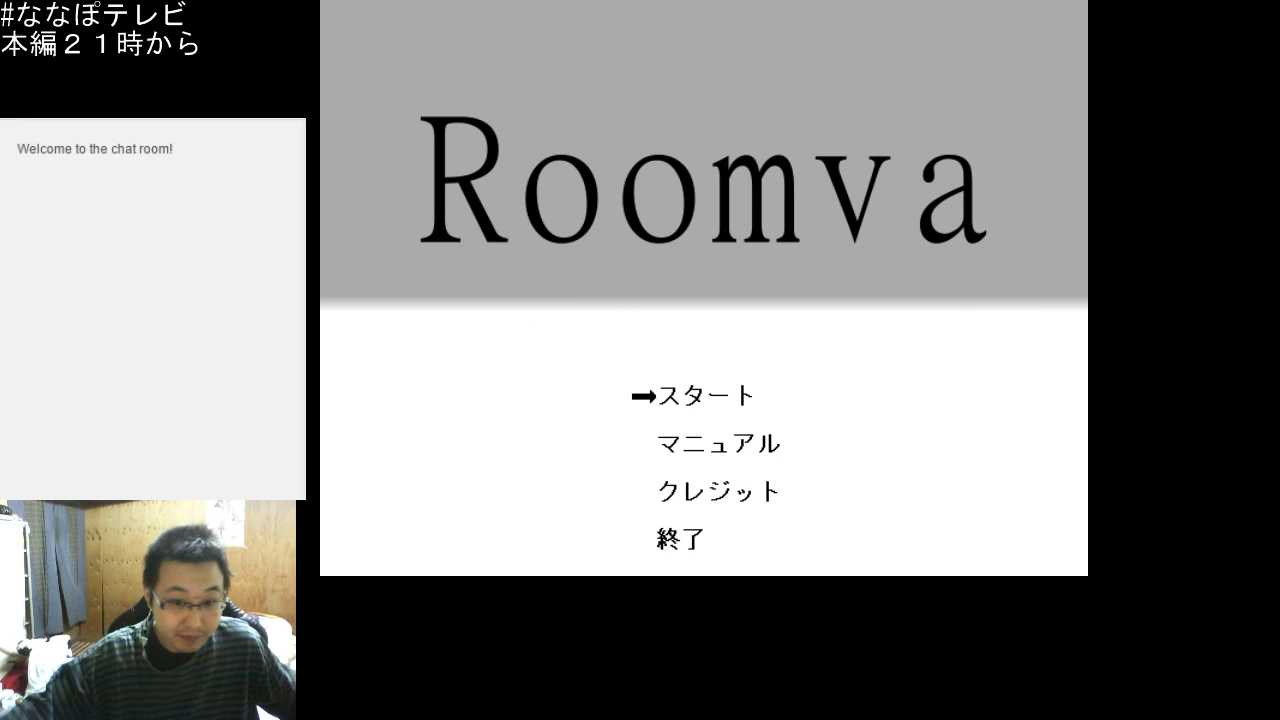 #ななぽテレビ
本編２１時から
Welcome to the chat room!
Roomva
➡スタート
マニュアル
クレジット
終了